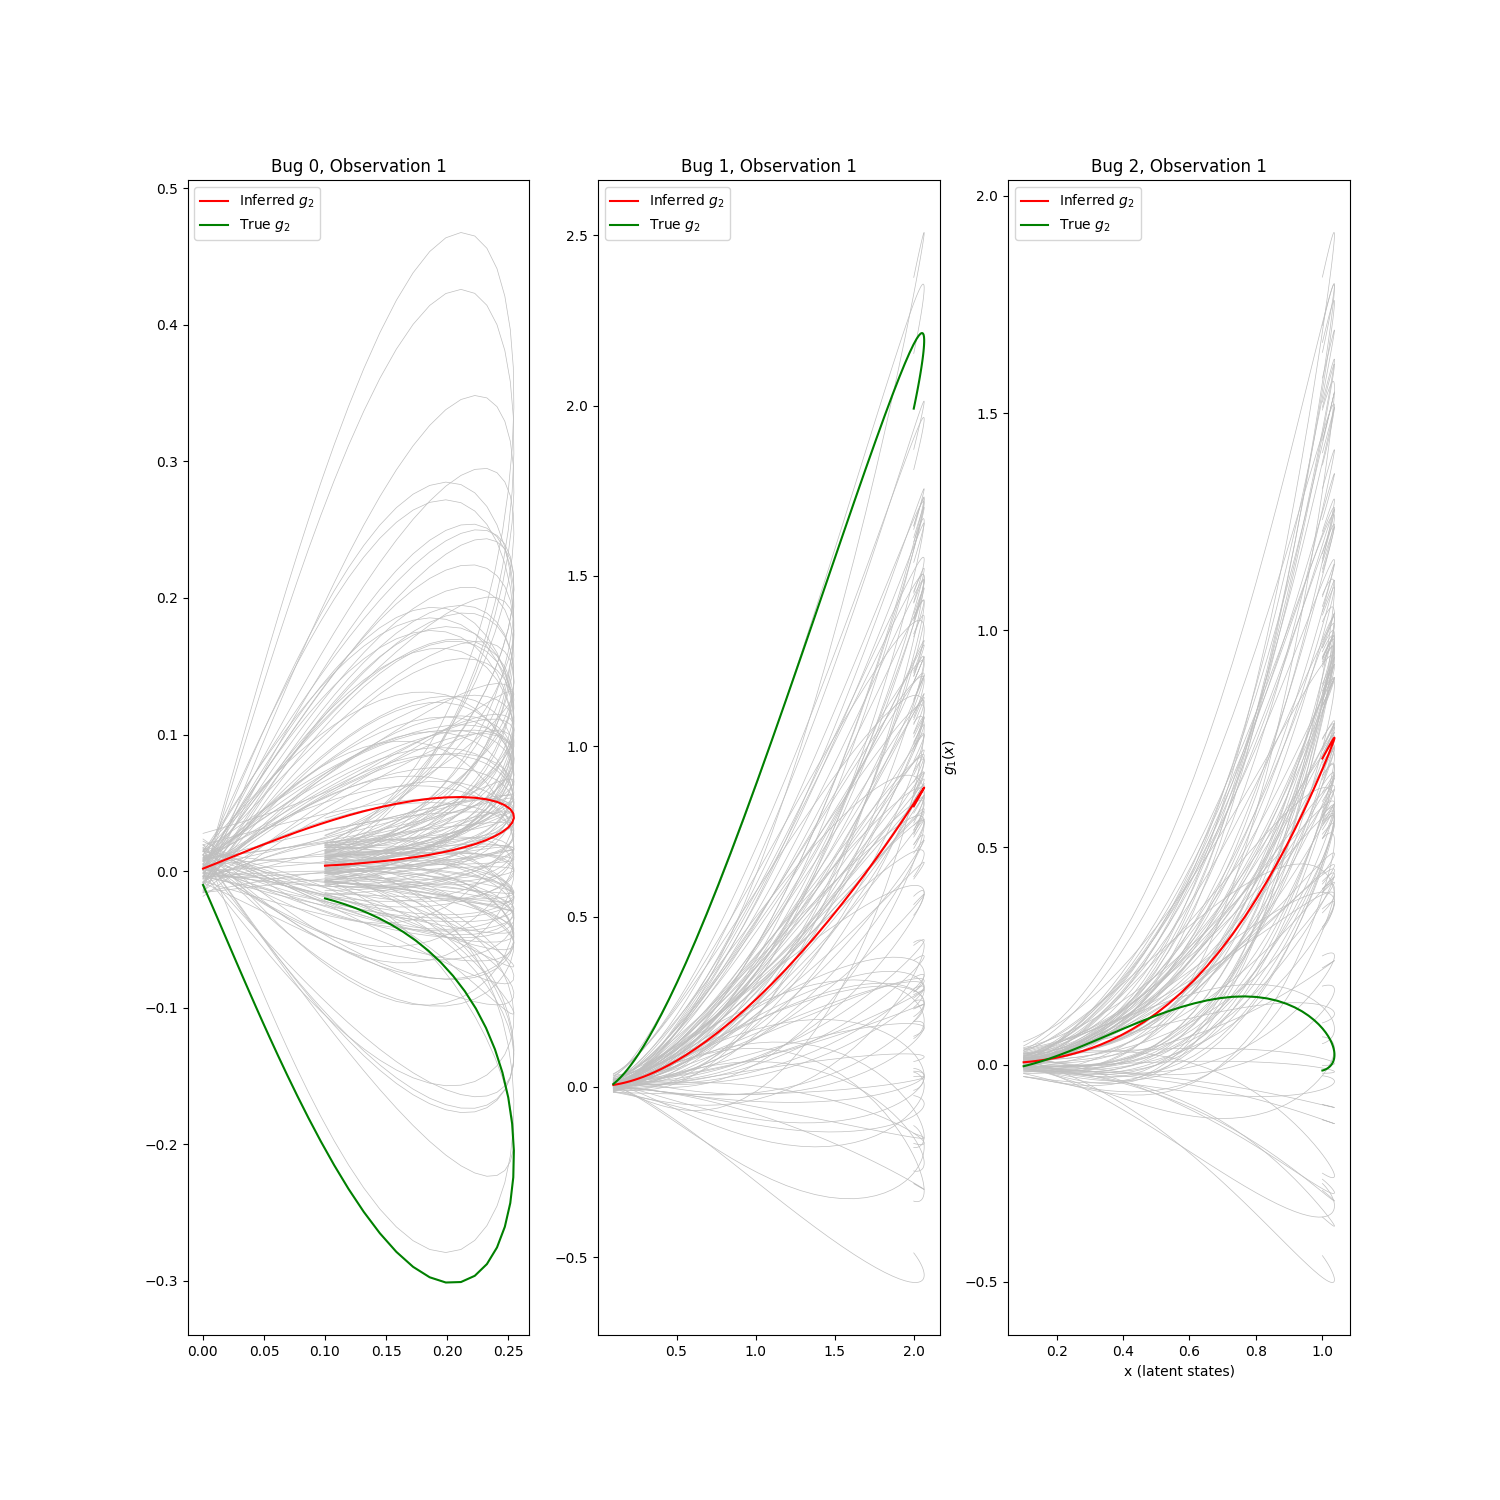 Bug 0, Observation 1
Inferred g₂
True g₂
0.5
0.4
0.3
0.2
0.1
0.0
−0.1
−0.2
−0.3
0.00 0.05 0.10 0.15 0.20 0.25
Bug 1, Observation 1
Inferred g₂
True g₂
2.5
2.0
1.5
1.0
0.5
0.0
−0.5
0.5 1.0 1.5 2.0
Bug 2, Observation 1
Inferred g₂
True g₂
g₁(x)
2.0
1.5
1.0
0.5
0.0
−0.5
0.2 0.4 0.6 0.8 1.0
x (latent states)